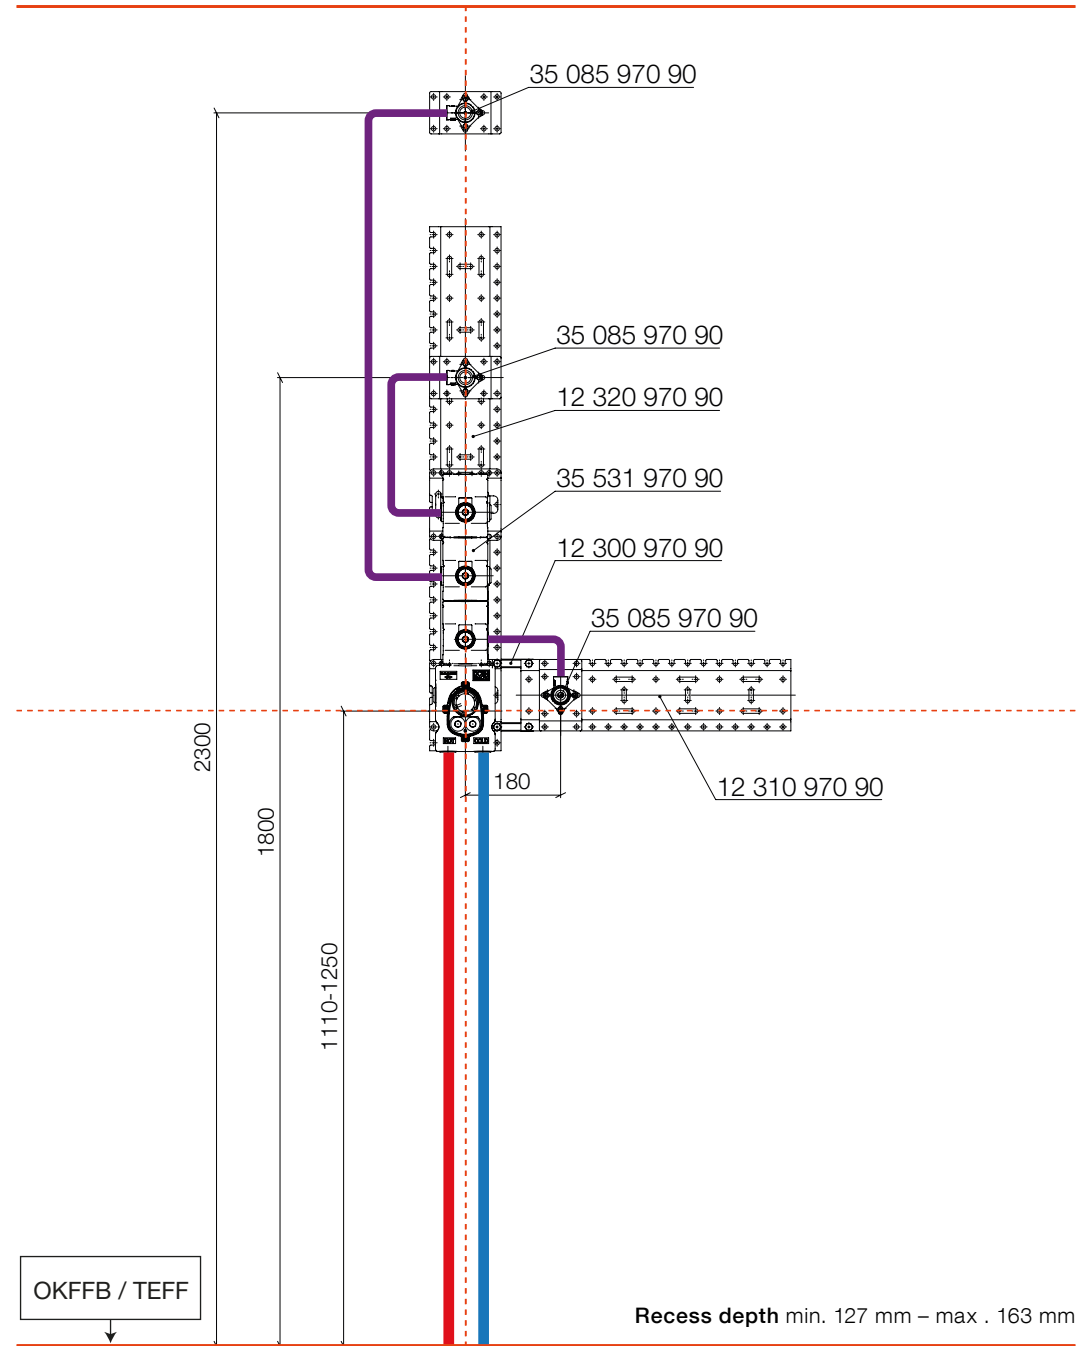 35 085 970 90
35 085 970 90
12 320 970 90
35 531 970 90
12 300 970 90
35 085 970 90
12 310 970 90
180
2300
1800
1110-1250
HOT
COLD
OKFFB / TEFF
Recess depth min. 127 mm – max . 163 mm